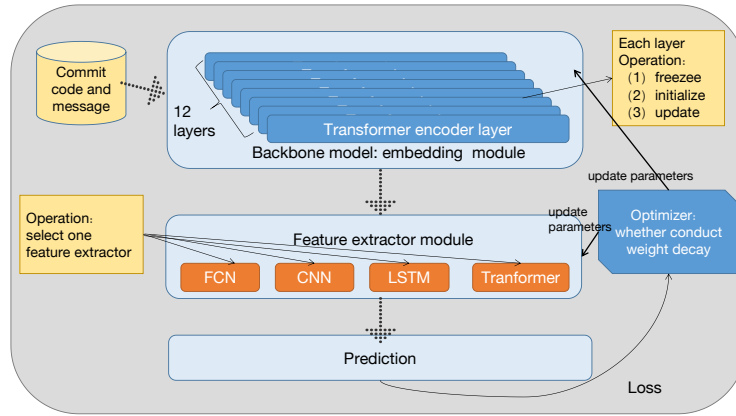 Commit
code and
message
12
layers
Transformer encoder layer
Backbone model: embedding module
Each layer
Operation:
（1） freezee
（2） initialize
（3） update
update parameters
update
parameters
Optimizer:
whether conduct
weight decay
Operation:
select one
feature extractor
Feature extractor module
FCN
CNN
LSTM
Tranformer
Prediction
Loss